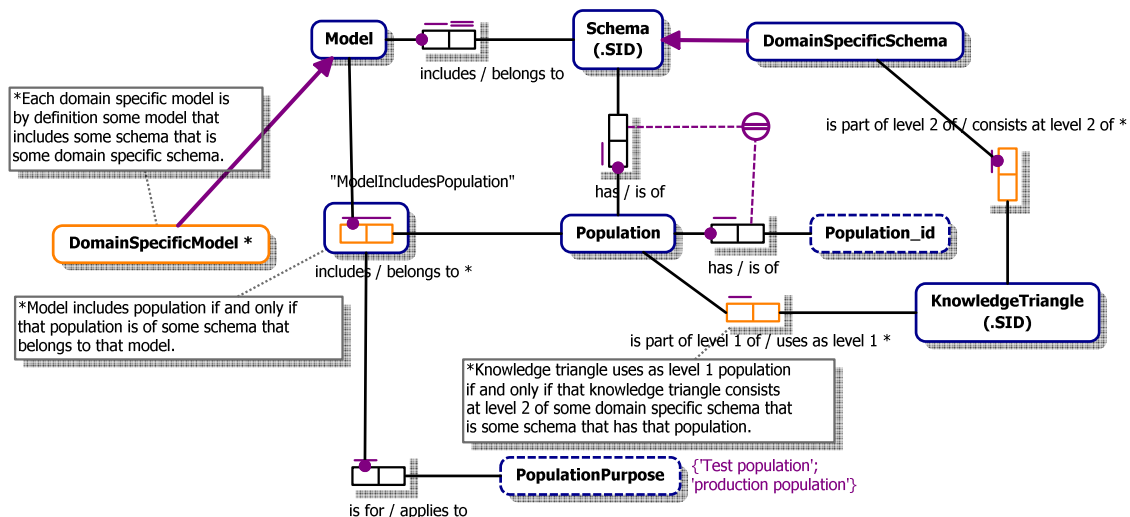 Model
Schema
(.SID)
DomainSpecificSchema
includes / belongs to
*Each domain specific model is
by definition some model that
includes some schema that is
some domain specific schema.
is part of level 2 of / consists at level 2 of *
"ModelIncludesPopulation"
has / is of
DomainSpecificModel *
Population
Population_id
includes / belongs to *
has / is of
*Model includes population if and only if
that population is of some schema that
belongs to that model.
KnowledgeTriangle
(.SID)
is part of level 1 of / uses as level 1 *
*Knowledge triangle uses as level 1 population
if and only if that knowledge triangle consists
at level 2 of some domain specific schema that
is some schema that has that population.
PopulationPurpose
{'Test population';
'production population'}
is for / applies to